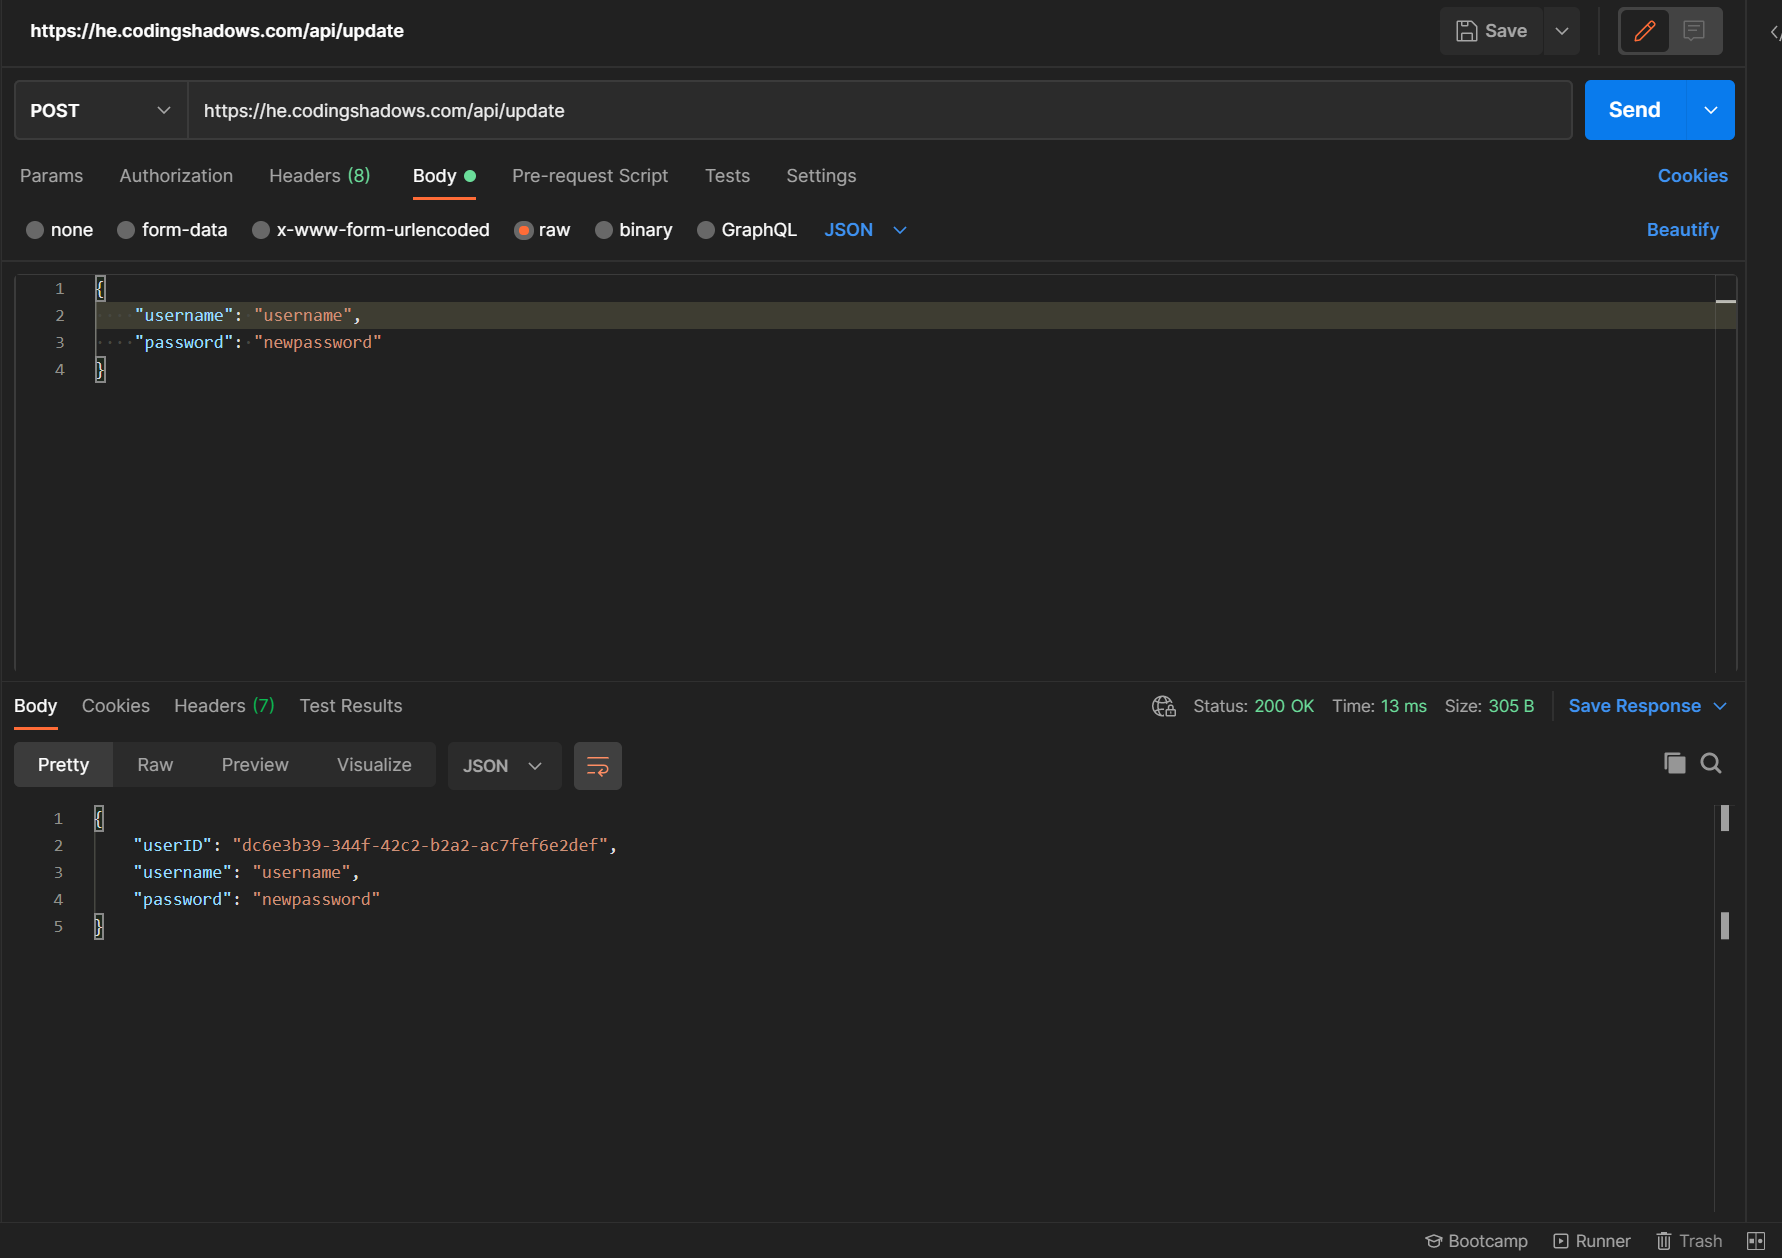 https://he.codingshadows.com/api/update
Save
POST
https://he.codingshadows.com/api/update
Send
Params Authorization Headers (8) Body Pre-request Script Tests Settings Cookies
none form-data x-www-form-urlencoded raw binary GraphQL JSON Beautify
1 {
2 "username": "username",
3 "password": "newpassword"
4 }
Body Cookies Headers (7) Test Results Status: 200 OK Time: 13 ms Size: 305 B Save Response
Pretty Raw Preview Visualize JSON
1 {
2 "userID": "dc6e3b39-344f-42c2-b2a2-ac7fef6e2def",
3 "username": "username",
4 "password": "newpassword"
5 }
Bootcamp Runner Trash